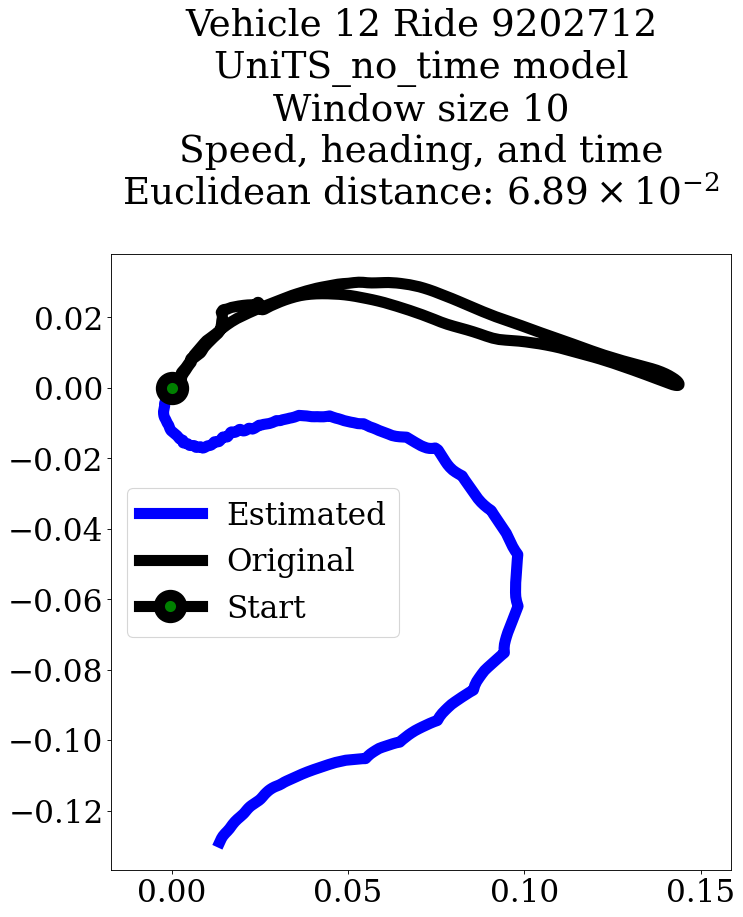 Vehicle 12 Ride 9202712
UniTS_no_time model
Window size 10
Speed, heading, and time
Euclidean distance: 6.89 × 10⁻²
0.02
0.00
−0.02
−0.04
−0.06
−0.08
−0.10
−0.12
Estimated
Original
Start
0.00 0.05 0.10 0.15